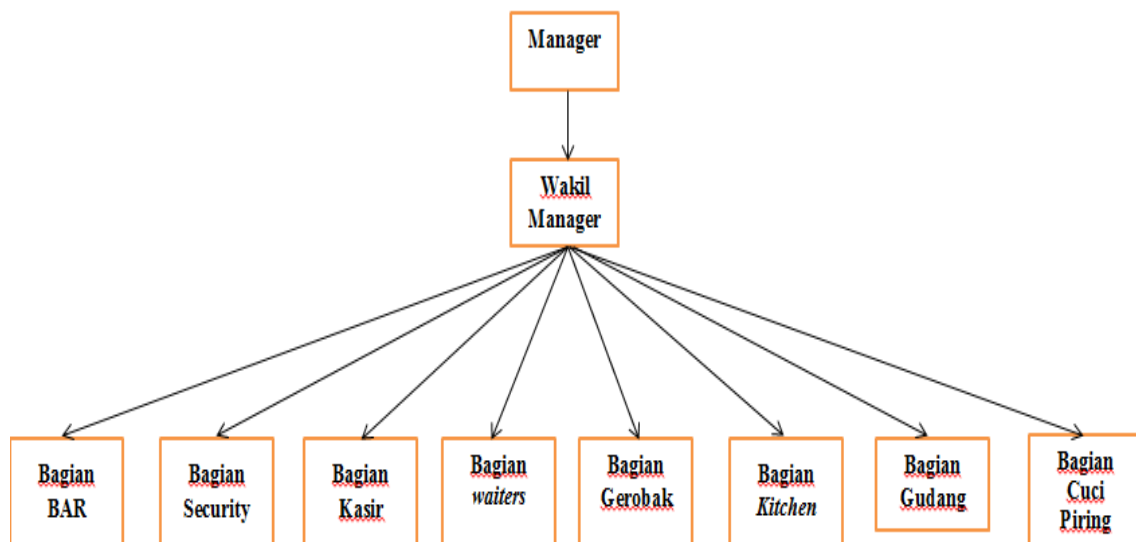 Manager
Wakil
Manager
Bagian
BAR
Bagian
Security
Bagian
Kasir
Bagian
waiters
Bagian
Gerobak
Bagian
Kitchen
Bagian
Gudang
Bagian
Cuci
Piring